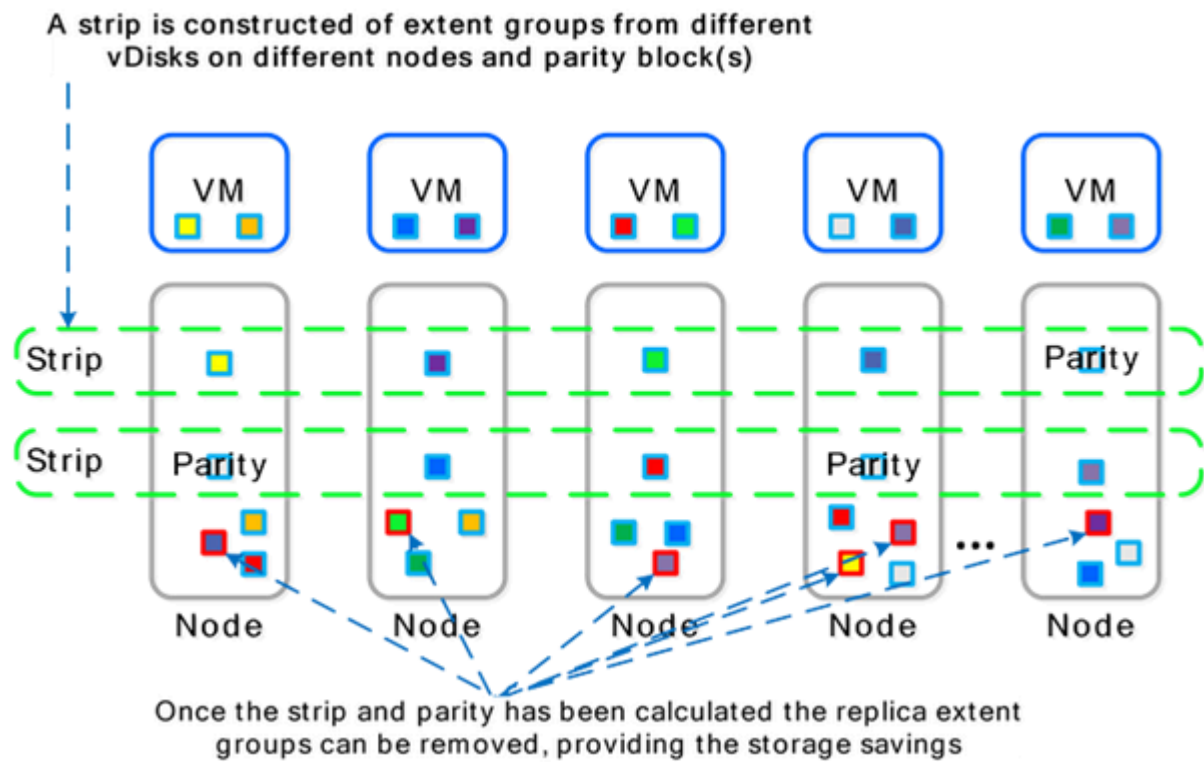 A strip is constructed of extent groups from different
vDisks on different nodes and parity block(s)
VM VM VM VM VM
Strip Parity
Strip Parity Parity
...
Node Node Node Node Node
Once the strip and parity has been calculated the replica extent
groups can be removed, providing the storage savings